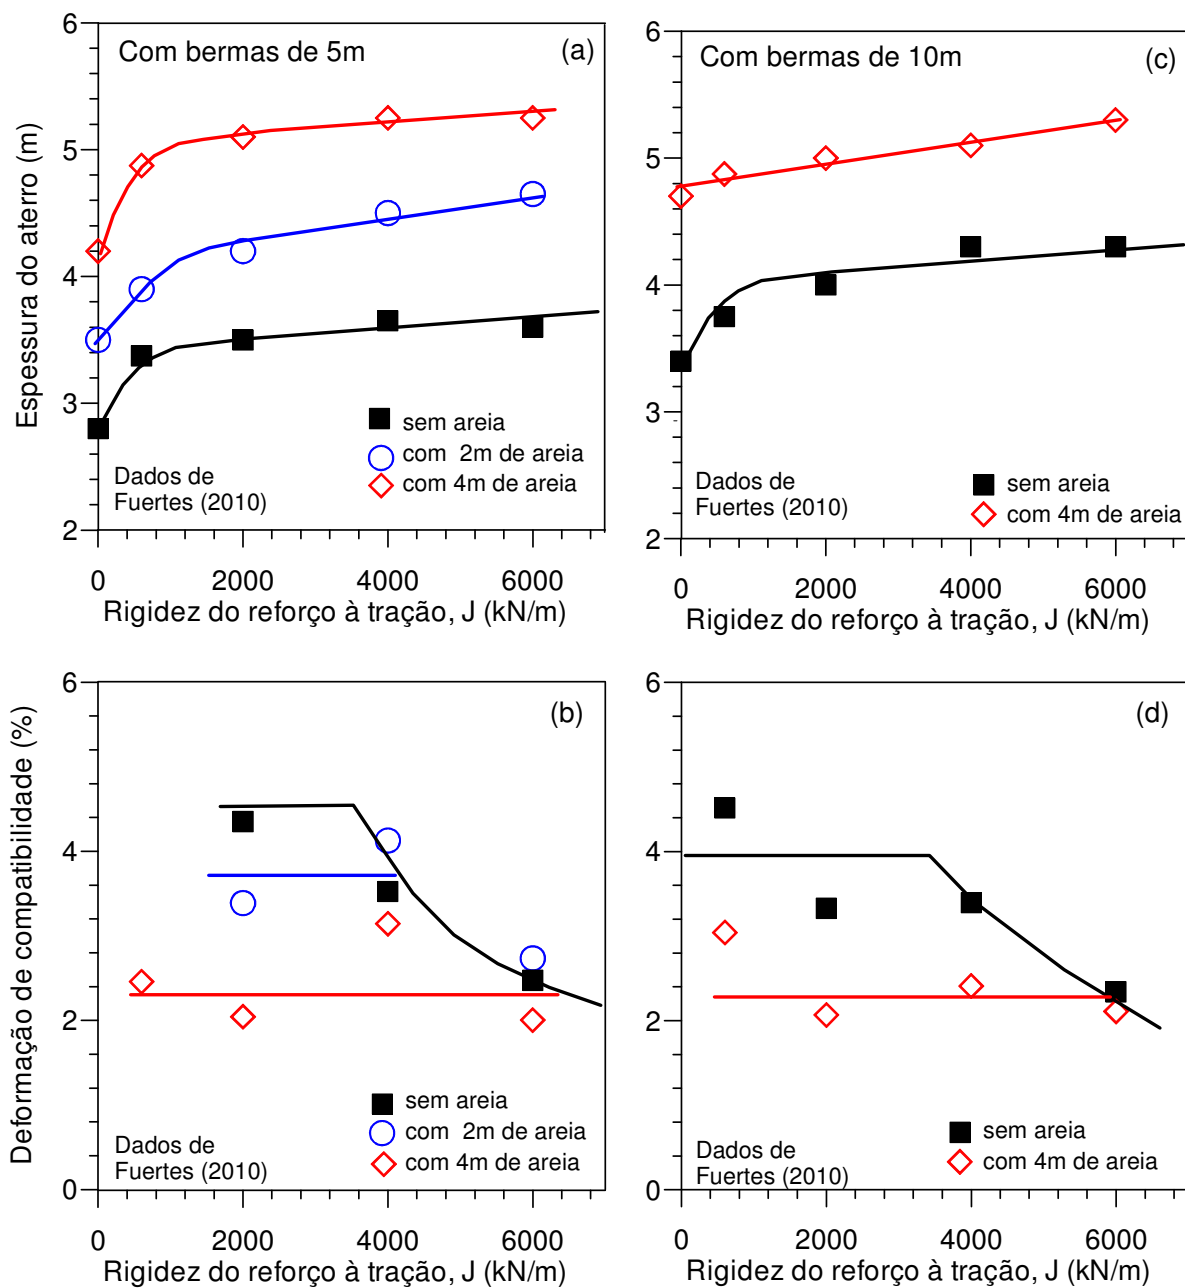 Com bermas de 5m
(a)
Espessura do aterro (m)
6
5
4
3
2
sem areia
com 2m de areia
com 4m de areia
Dados de
Fuertes (2010)
0 2000 4000 6000
Rigidez do reforço à tração, J (kN/m)
Com bermas de 10m
(c)
6
5
4
3
2
sem areia
com 4m de areia
Dados de
Fuertes (2010)
0 2000 4000 6000
Rigidez do reforço à tração, J (kN/m)
(b)
Deformação de compatibilidade (%)
6
4
2
0
sem areia
com 2m de areia
com 4m de areia
Dados de
Fuertes (2010)
0 2000 4000 6000
Rigidez do reforço à tração, J (kN/m)
(d)
6
4
2
0
sem areia
com 4m de areia
Dados de
Fuertes (2010)
0 2000 4000 6000
Rigidez do reforço à tração, J (kN/m)